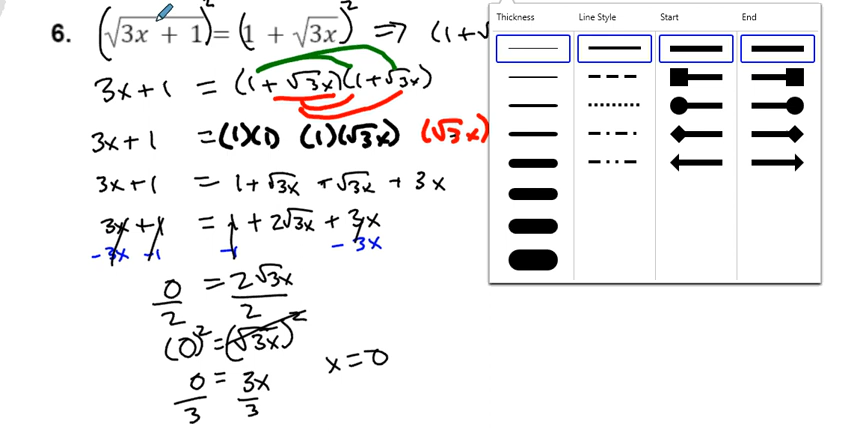 Thickness Line Style Start End
6. (√3x + 1)² = (1 + √3x)² ⇒ (1+√
3x+1 = (1+√3x)(1+√3x)
3x+1 = (1)(1) (1)(√3x) (√3x)
3x+1 = 1+√3x +√3x + 3x
3x+1 = 1 + 2√3x + 3x
-3x -1 -1 - 3x
0/2 = 2√3x/2
(0)² = (√3x)²
x=0
0/3 = 3x/3